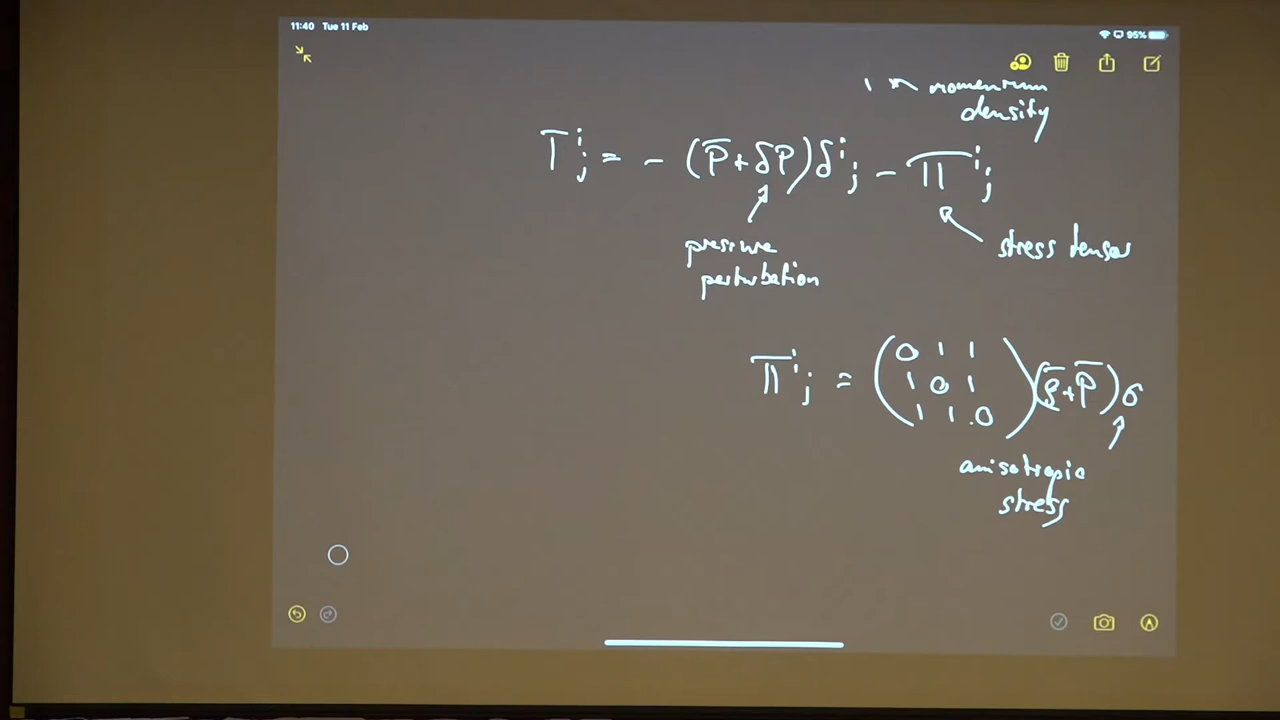 11:40 Tue 11 Feb
95%
momentum
density
T^i_j = - (P̄ + δP) δ^i_j - Π^i_j
pressure
perturbation
stress tensor
Π^i_j = (0 1 1
1 0 1
1 1 0) (ρ̄ + P̄) σ
anisotropic
stress